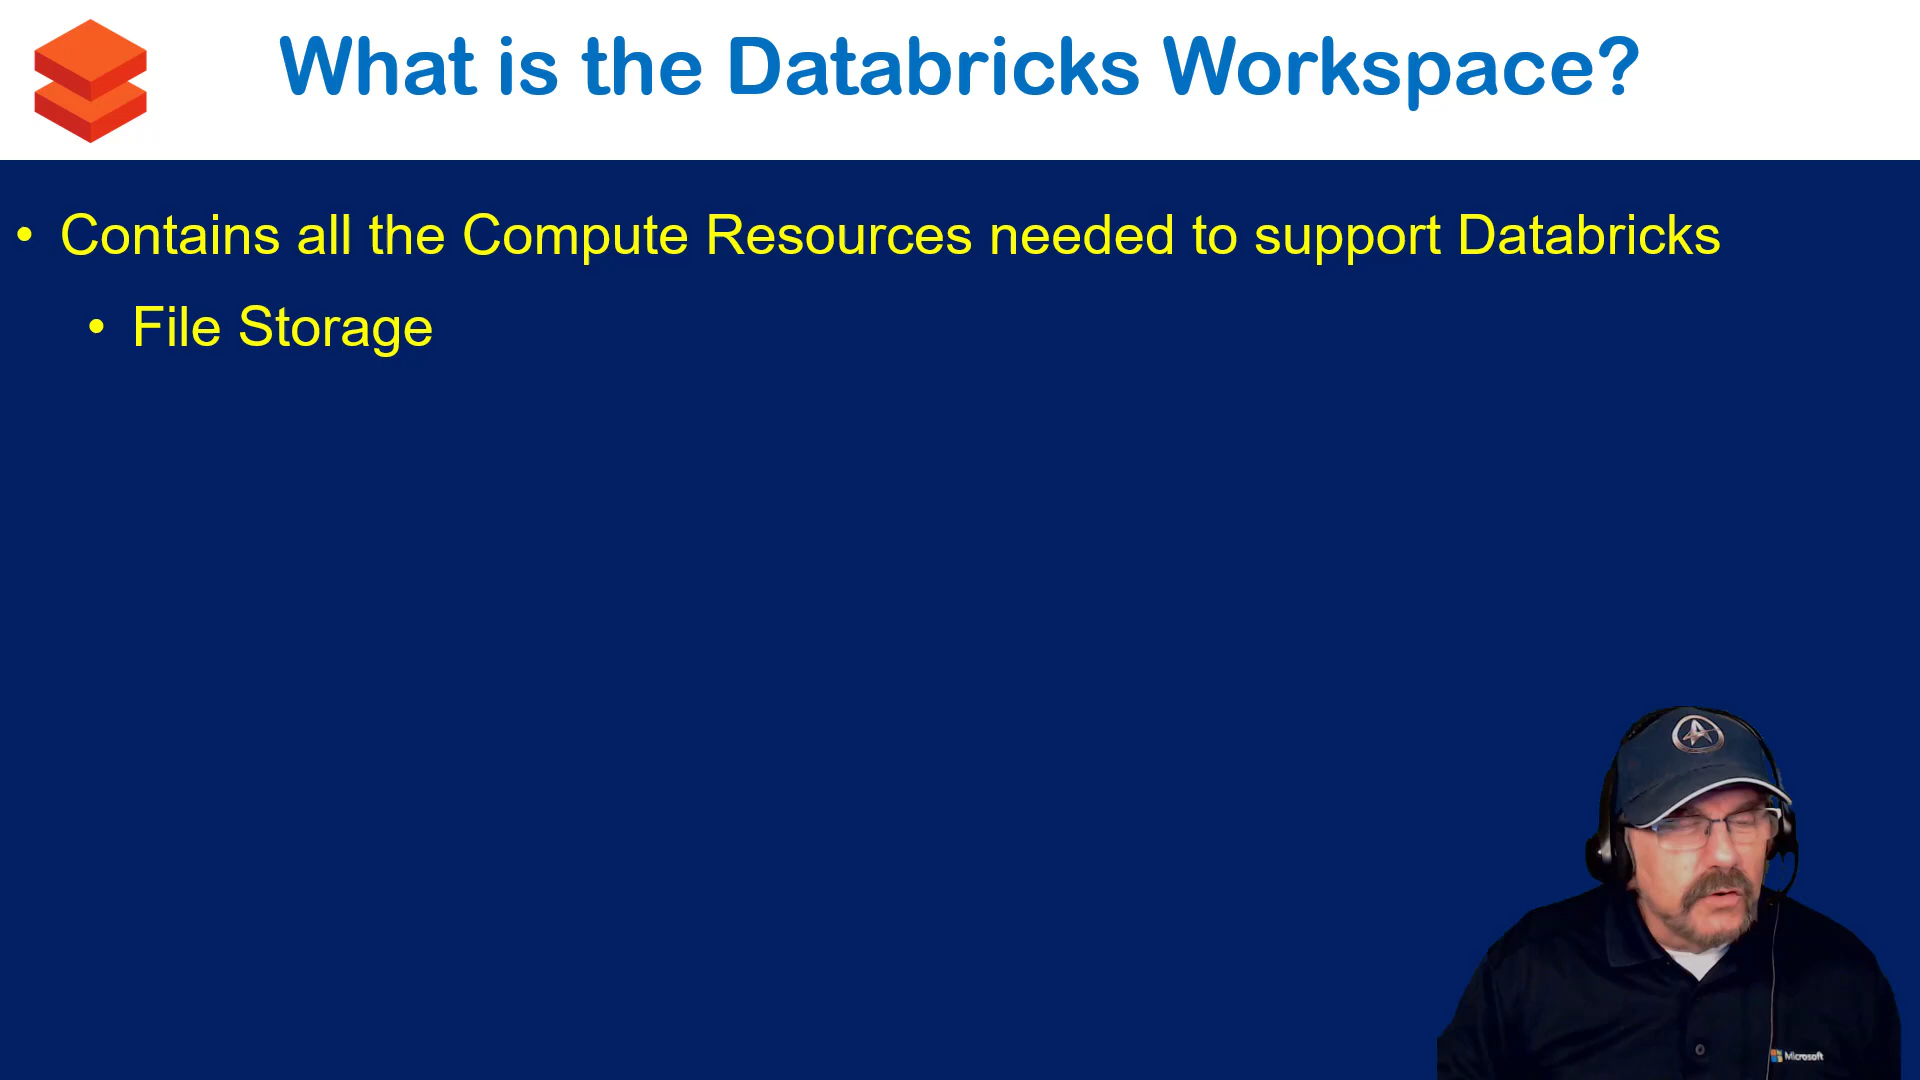 What is the Databricks Workspace?
• Contains all the Compute Resources needed to support Databricks
• File Storage
Microsoft